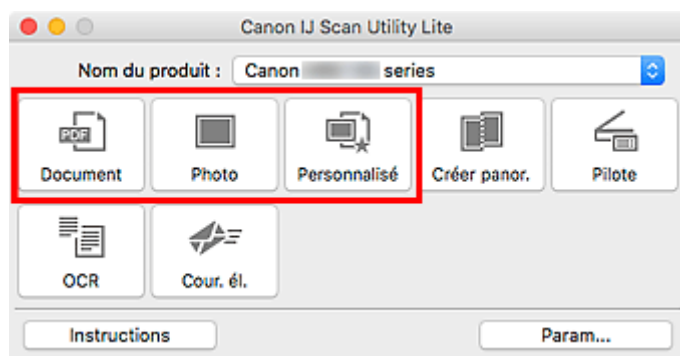 Canon IJ Scan Utility Lite
Nom du produit : Canon series
PDF
Document Photo Personnalisé Créer panor. Pilote
OCR Cour. él.
Instructions Param...